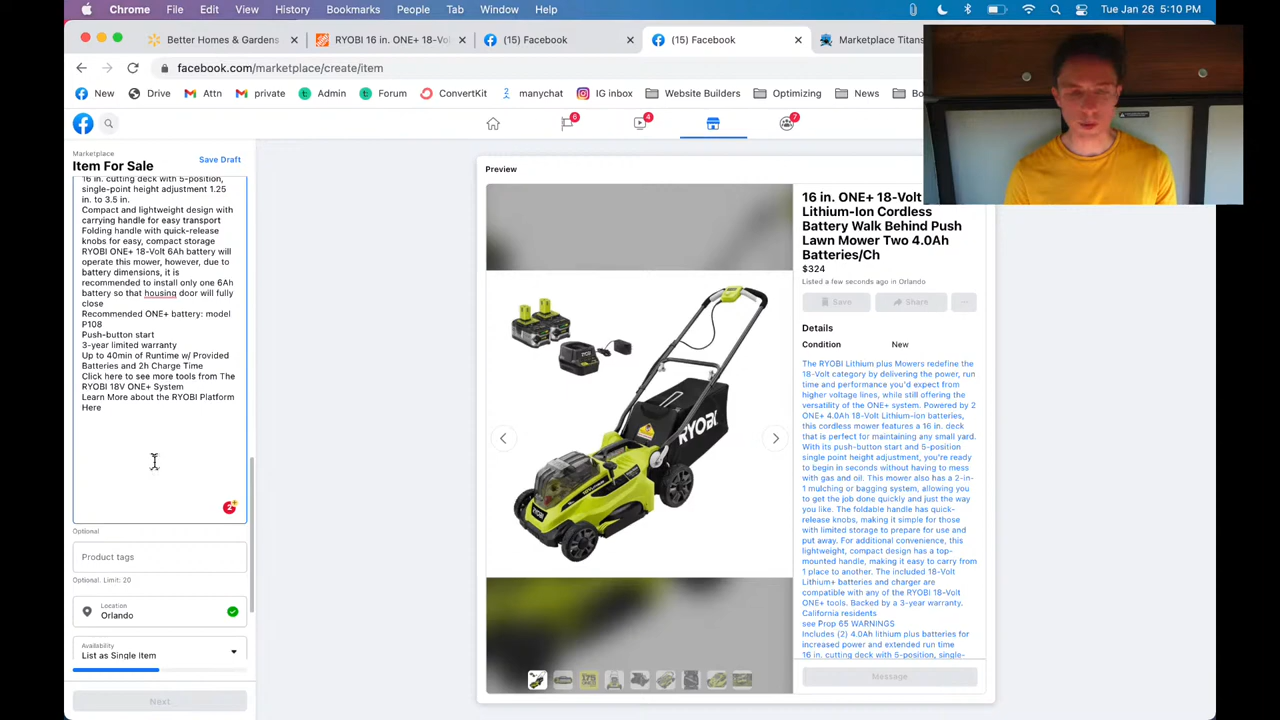 Chrome File Edit View History Bookmarks People Tab Window Help
Tue Jan 26 5:10 PM
Better Home & Gardens
RYOBI 16 in. ONE+ 18-Vol
(15) Facebook
(15) Facebook
Marketplace Titans
facebook.com/marketplace/create/item
New Drive Attn private Admin Forum ConvertKit manychat IG inbox Website Builders Optimizing News Bo
6
4
7
Marketplace
Item For Sale
Save Draft
16 in. cutting deck with 5-position,
single-point height adjustment 1.25
in. to 3.5 in.
Compact and lightweight design with
carrying handle for easy transport
Folding handle with quick-release
knobs for easy, compact storage
RYOBI ONE+ 18-Volt 6Ah battery will
operate this mower, however, due to
battery dimensions, it is
recommended to install only one 6Ah
battery so that housing door will fully
close
Recommended ONE+ battery: model
P108
Push-button start
3-year limited warranty
Up to 40min of Runtime w/ Provided
Batteries and 2h Charge Time
Click here to see more tools from The
RYOBI 18V ONE+ System
Learn More about the RYOBI Platform
Here
Optional
Product tags
Optional. Limit: 20
Location
Orlando
Availability
List as Single Item
Next
Preview
RYOBI
16 in. ONE+ 18-Volt
Lithium-Ion Cordless
Battery Walk Behind Push
Lawn Mower Two 4.0Ah
Batteries/Ch
$324
Listed a few seconds ago in Orlando
Save
Share
Details
Condition New
The RYOBI Lithium plus Mowers redefine the
18-Volt category by delivering the power, run
time and performance you'd expect from
higher voltage lines, while still offering the
versatility of the ONE+ system. Powered by 2
ONE+ 4.0Ah 18-Volt Lithium-ion batteries,
this cordless mower features a 16 in. deck
that is perfect for maintaining any small yard.
With its push-button start and 5-position
single point height adjustment, you're ready
to begin in seconds without having to mess
with gas and oil. This mower also has a 2-in-
1 mulching or bagging system, allowing you
to get the job done quickly and just the way
you like. The foldable handle has quick-
release knobs, making it simple for those
with limited storage to prepare for use and
put away. For additional convenience, this
lightweight, compact design has a top-
mounted handle, making it easy to carry from
1 place to another. The included 18-Volt
Lithium+ batteries and charger are
compatible with any of the RYOBI 18-Volt
ONE+ tools. Backed by a 3-year warranty.
California residents
see Prop 65 WARNINGS
Includes (2) 4.0Ah lithium plus batteries for
increased power and extended run time
16 in. cutting deck with 5-position, single-
Message